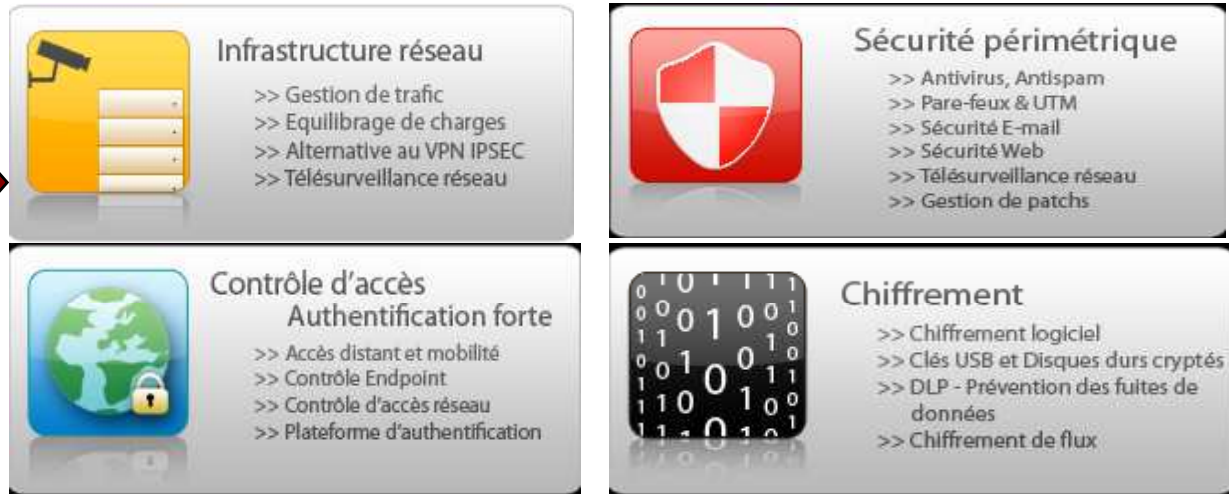 Infrastructure réseau
>> Gestion de trafic
>> Equilibrage de charges
>> Alternative au VPN IPSEC
>> Télésurveillance réseau
Sécurité périmétrique
>> Antivirus, Antispam
>> Pare-feux & UTM
>> Sécurité E-mail
>> Sécurité Web
>> Télésurveillance réseau
>> Gestion de patchs
Contrôle d'accès
Authentification forte
>> Accès distant et mobilité
>> Contrôle Endpoint
>> Contrôle d'accès réseau
>> Plateforme d'authentification
Chiffrement
>> Chiffrement logiciel
>> Clés USB et Disques durs cryptés
>> DLP - Prévention des fuites de
données
>> Chiffrement de flux